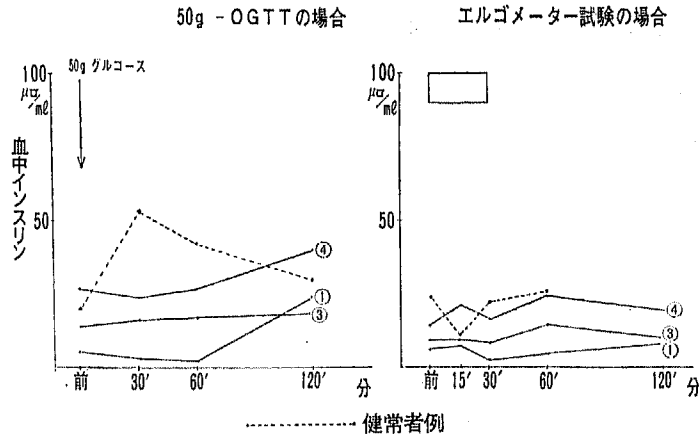 50g - OGTTの場合
エルゴメーター試験の場合
100
μu/ml
50g グルコース
50
血中インスリン
④
①
③
前 30′ 60′ 120′ 分
100
μu/ml
50
④
③
①
前 15′ 30′ 60′ 120′ 分
健常者例